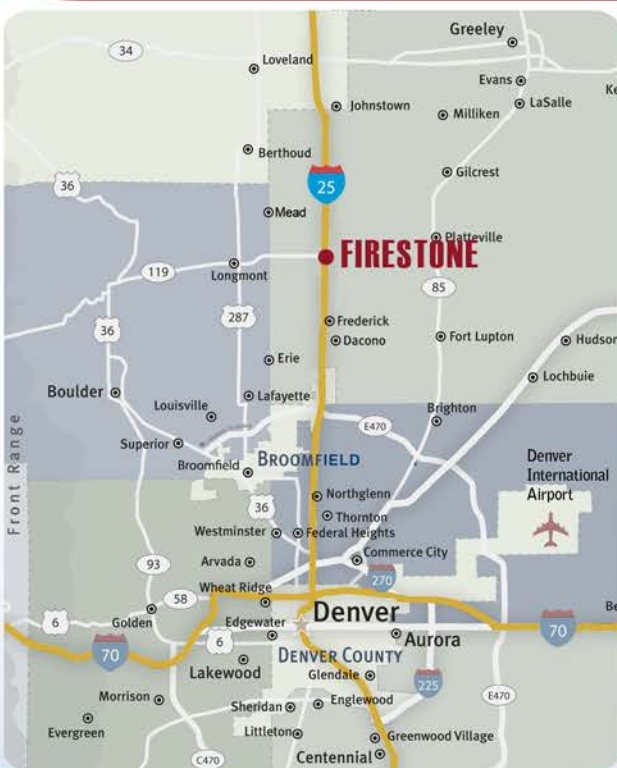 Greeley
34
Loveland
Evans
Ke
Johnstown
LaSalle
Milliken
Berthoud
Gilcrest
36
25
Mead
Platteville
FIRESTONE
119
Longmont
85
287
Frederick
36
Dacono
Fort Lupton
Hudson
Erie
Lochbuie
Boulder
Lafayette
Louisville
Brighton
E470
Superior
BROOMFIELD
Broomfield
Denver
International
Airport
Front Range
Northglenn
36
Thornton
Westminster
Federal Heights
Commerce City
Arvada
93
270
Wheat Ridge
58
Golden
Denver
Be
6
Edgewater
6
70
70
Aurora
DENVER COUNTY
Lakewood
Glendale
225
Morrison
E470
Sheridan
Englewood
Evergreen
Littleton
Greenwood Village
C470
Centennial